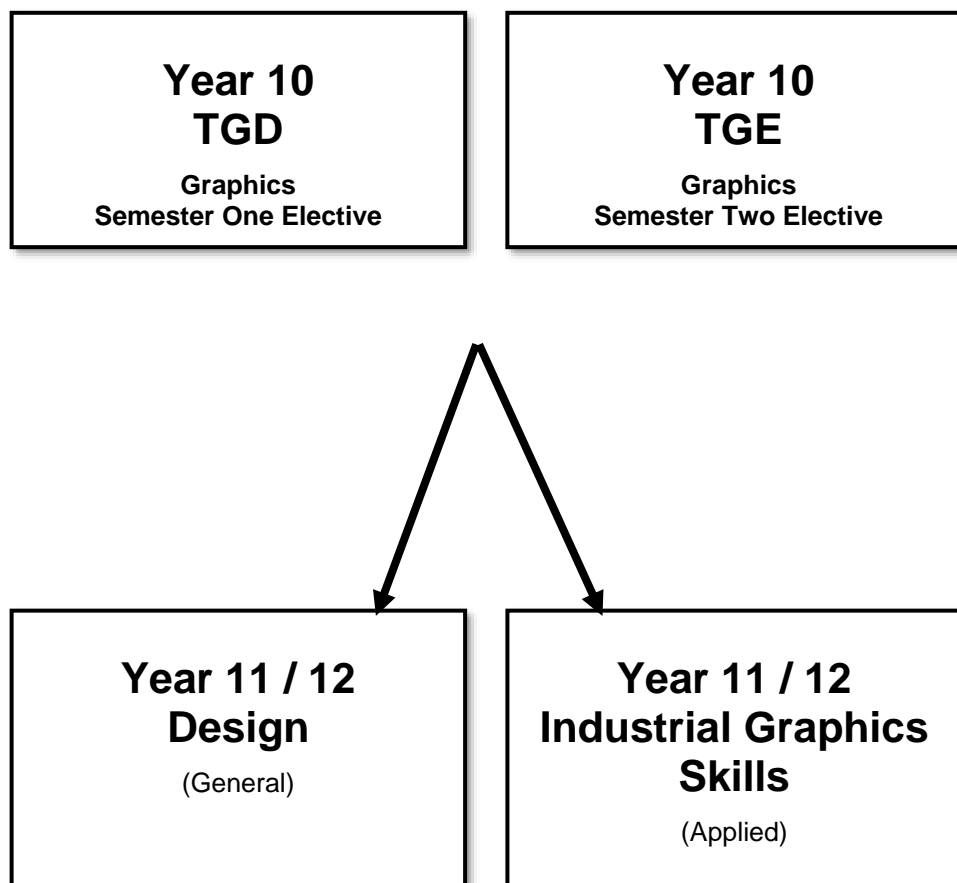 Year 10
TGD
Graphics
Semester One Elective
Year 10
TGE
Graphics
Semester Two Elective
Year 11 / 12
Design
(General)
Year 11 / 12
Industrial Graphics
Skills
(Applied)